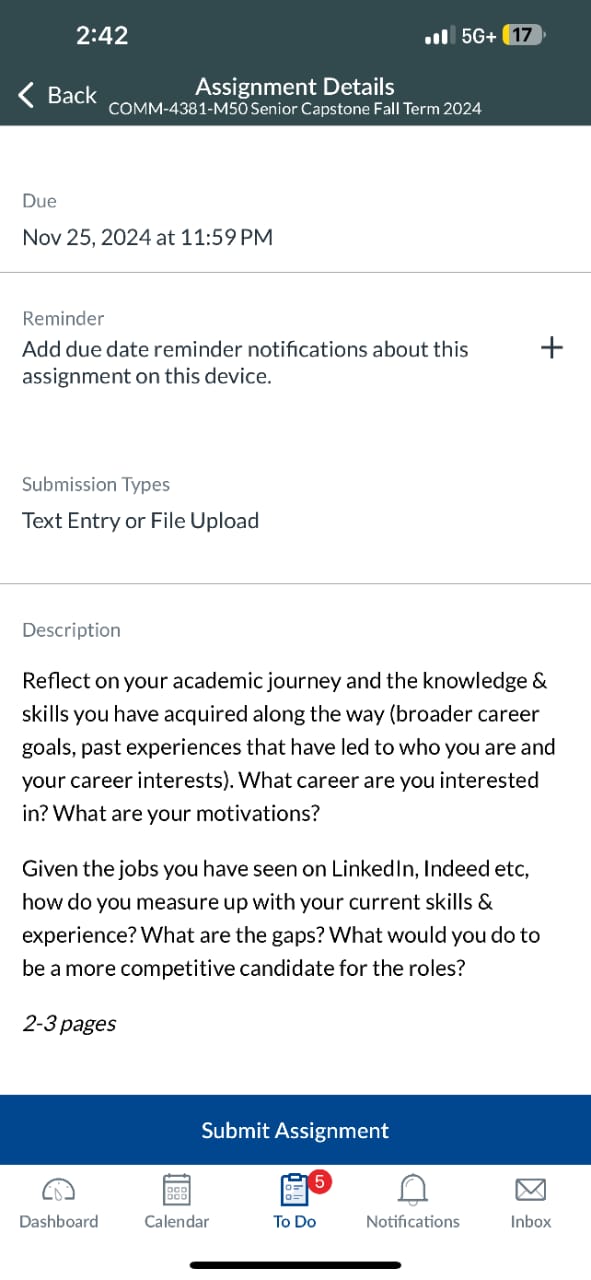 2:42
5G+ 17
Back
Assignment Details
COMM-4381-M50 Senior Capstone Fall Term 2024
Due
Nov 25, 2024 at 11:59 PM
Reminder
Add due date reminder notifications about this
assignment on this device.
Submission Types
Text Entry or File Upload
Description
Reflect on your academic journey and the knowledge &
skills you have acquired along the way (broader career
goals, past experiences that have led to who you are and
your career interests). What career are you interested
in? What are your motivations?
Given the jobs you have seen on LinkedIn, Indeed etc,
how do you measure up with your current skills &
experience? What are the gaps? What would you do to
be a more competitive candidate for the roles?
2-3 pages
Submit Assignment
5
Dashboard
Calendar
To Do
Notifications
Inbox